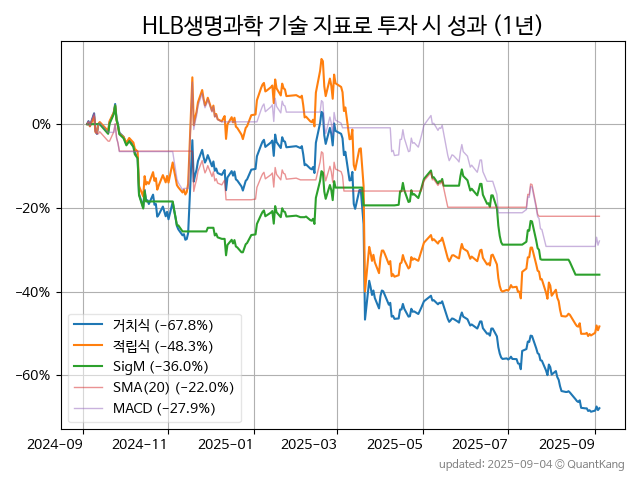 HLB생명과학 기술 지표로 투자 시 성과 (1년)
0%
−20%
−40%
−60%
거치식 (−67.8%)
적립식 (−48.3%)
SigM (−36.0%)
SMA(20) (−22.0%)
MACD (−27.9%)
2024-09 2024-11 2025-01 2025-03 2025-05 2025-07 2025-09
updated: 2025-09-04 © QuantKang